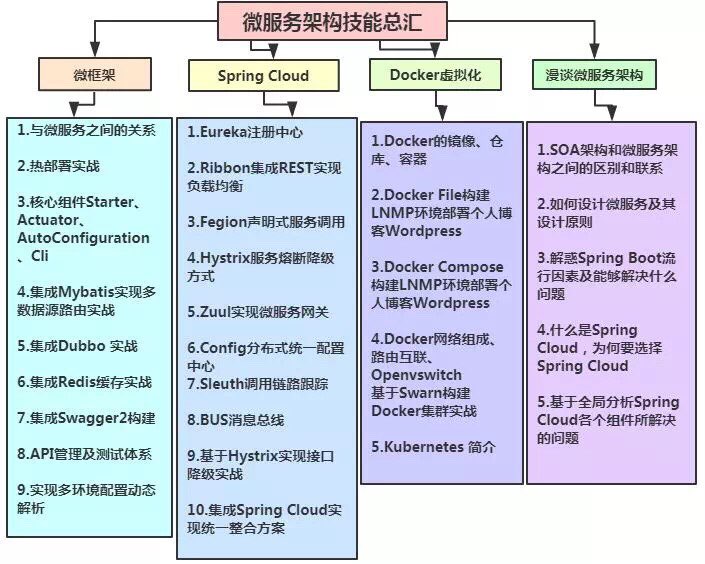 微服务架构技能总汇
微框架
Spring Cloud
Docker虚拟化
漫谈微服务架构
1.与微服务之间的关系
2.热部署实战
3.核心组件Starter、
Actuator、
AutoConfiguration
、Cli
4.集成Mybatis实现多
数据源路由实战
5.集成Dubbo 实战
6.集成Redis缓存实战
7.集成Swagger2构建
8.API管理及测试体系
9.实现多环境配置动态
解析
1.Eureka注册中心
2.Ribbon集成REST实现
负载均衡
3.Fegion声明式服务调用
4.Hystrix服务熔断降级
方式
5.Zuul实现微服务网关
6.Config分布式统一配置
中心
7.Sleuth调用链路跟踪
8.BUS消息总线
9.基于Hystrix实现接口
降级实战
10.集成Spring Cloud实
现统一整合方案
1.Docker的镜像、仓
库、容器
2.Docker File构建
LNMP环境部署个人博
客Wordpress
3.Docker Compose
构建LNMP环境部署个
人博客Wordpress
4.Docker网络组成、
路由互联、
Openvswitch
基于Swarn构建
Docker集群实战
5.Kubernetes 简介
1.SOA架构和微服务架
构之间的区别和联系
2.如何设计微服务及其
设计原则
3.解惑Spring Boot流
行因素及能够解决什么
问题
4.什么是Spring
Cloud，为何要选择
Spring Cloud
5.基于全局分析Spring
Cloud各个组件所解决
的问题